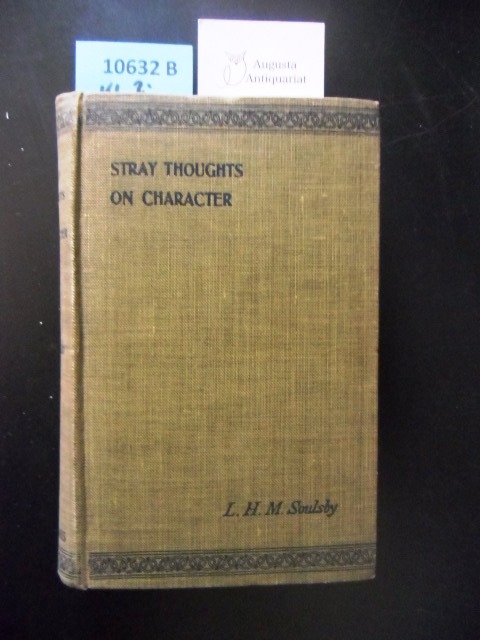 10632 B
Augusta
Antiquariat
STRAY THOUGHTS
ON CHARACTER
L. H. M. Soulsby